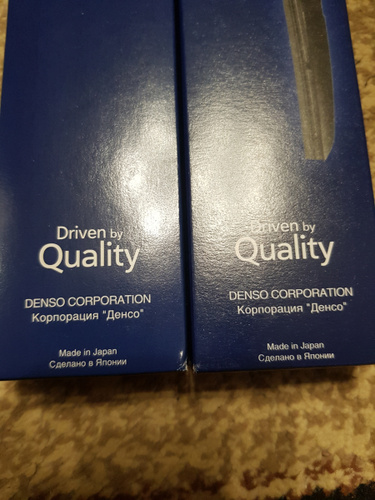 Driven by
Quality
DENSO CORPORATION
Корпорация "Денсо"
Made in Japan
Сделано в Японии
Driven by
Quality
DENSO CORPORATION
Корпорация "Денсо"
Made in Japan
Сделано в Японии